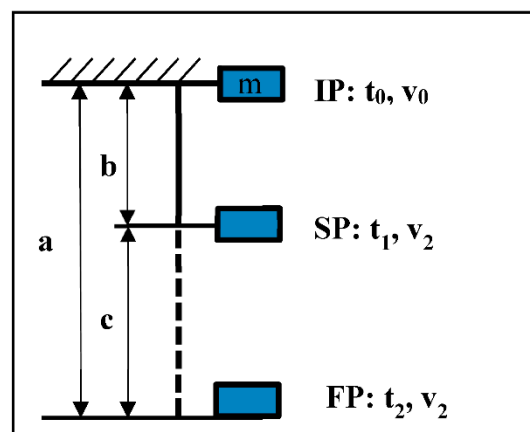 m IP: t₀, v₀
b
SP: t₁, v₂
a
c
FP: t₂, v₂